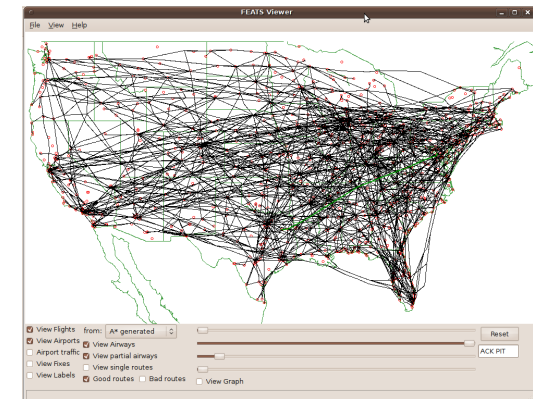 FEATS Viewer
File View Help
View Flights
from:
A* generated
Reset
View Airports
View Airways
ACK PIT
Airport traffic
View partial airways
View Fixes
View single routes
View Labels
Good routes
Bad routes
View Graph